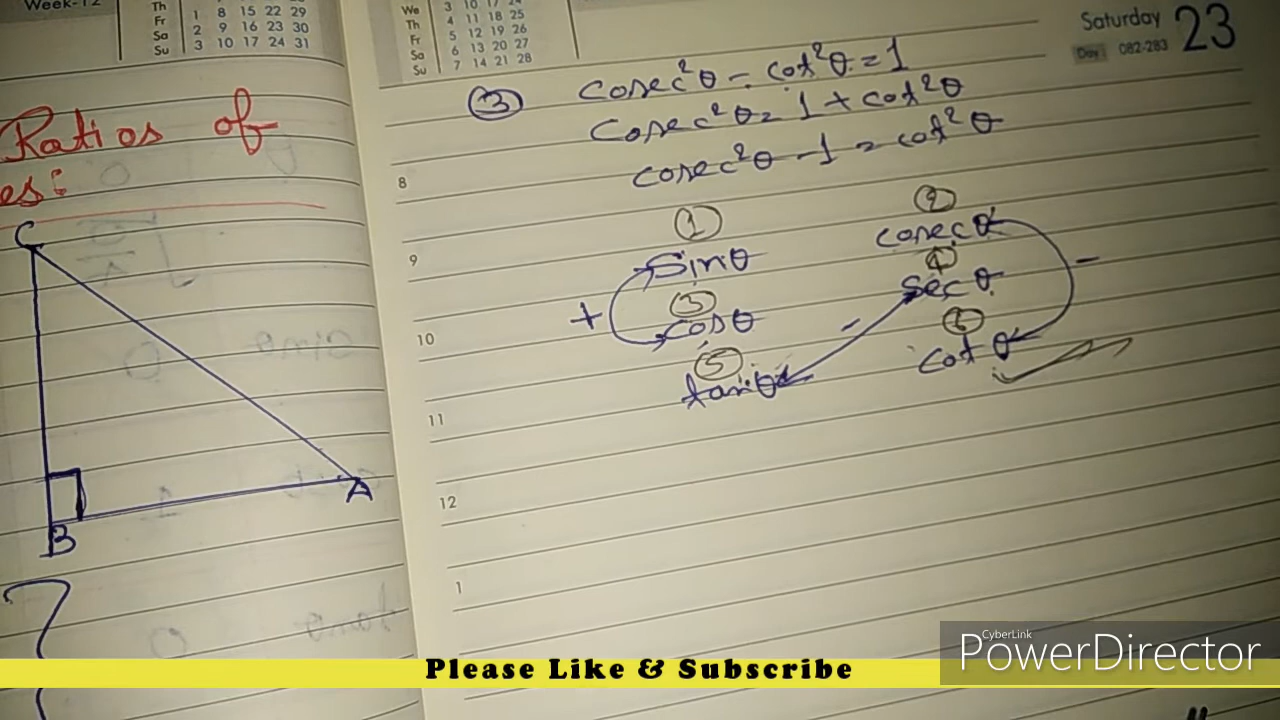 Week-12
Th 1 8 15 22 29
Fr 2 9 16 23 30
Sa 3 10 17 24 31
Su
We 3 10 17 24
Th 4 11 18 25
Fr 5 12 19 26
Sa 6 13 20 27
Su 7 14 21 28
Saturday 23
Day 082-283
Ratios of
es:
C
B
A
③ cosec²θ - cot²θ = 1
cosec²θ = 1 + cot²θ
cosec²θ - 1 = cot²θ
8
9
10
11
12
1
① ②
sinθ cosecθ
③ ④
+ cosθ secθ - -
⑤ ⑥
tanθ cotθ
CyberLink
PowerDirector
Please Like & Subscribe